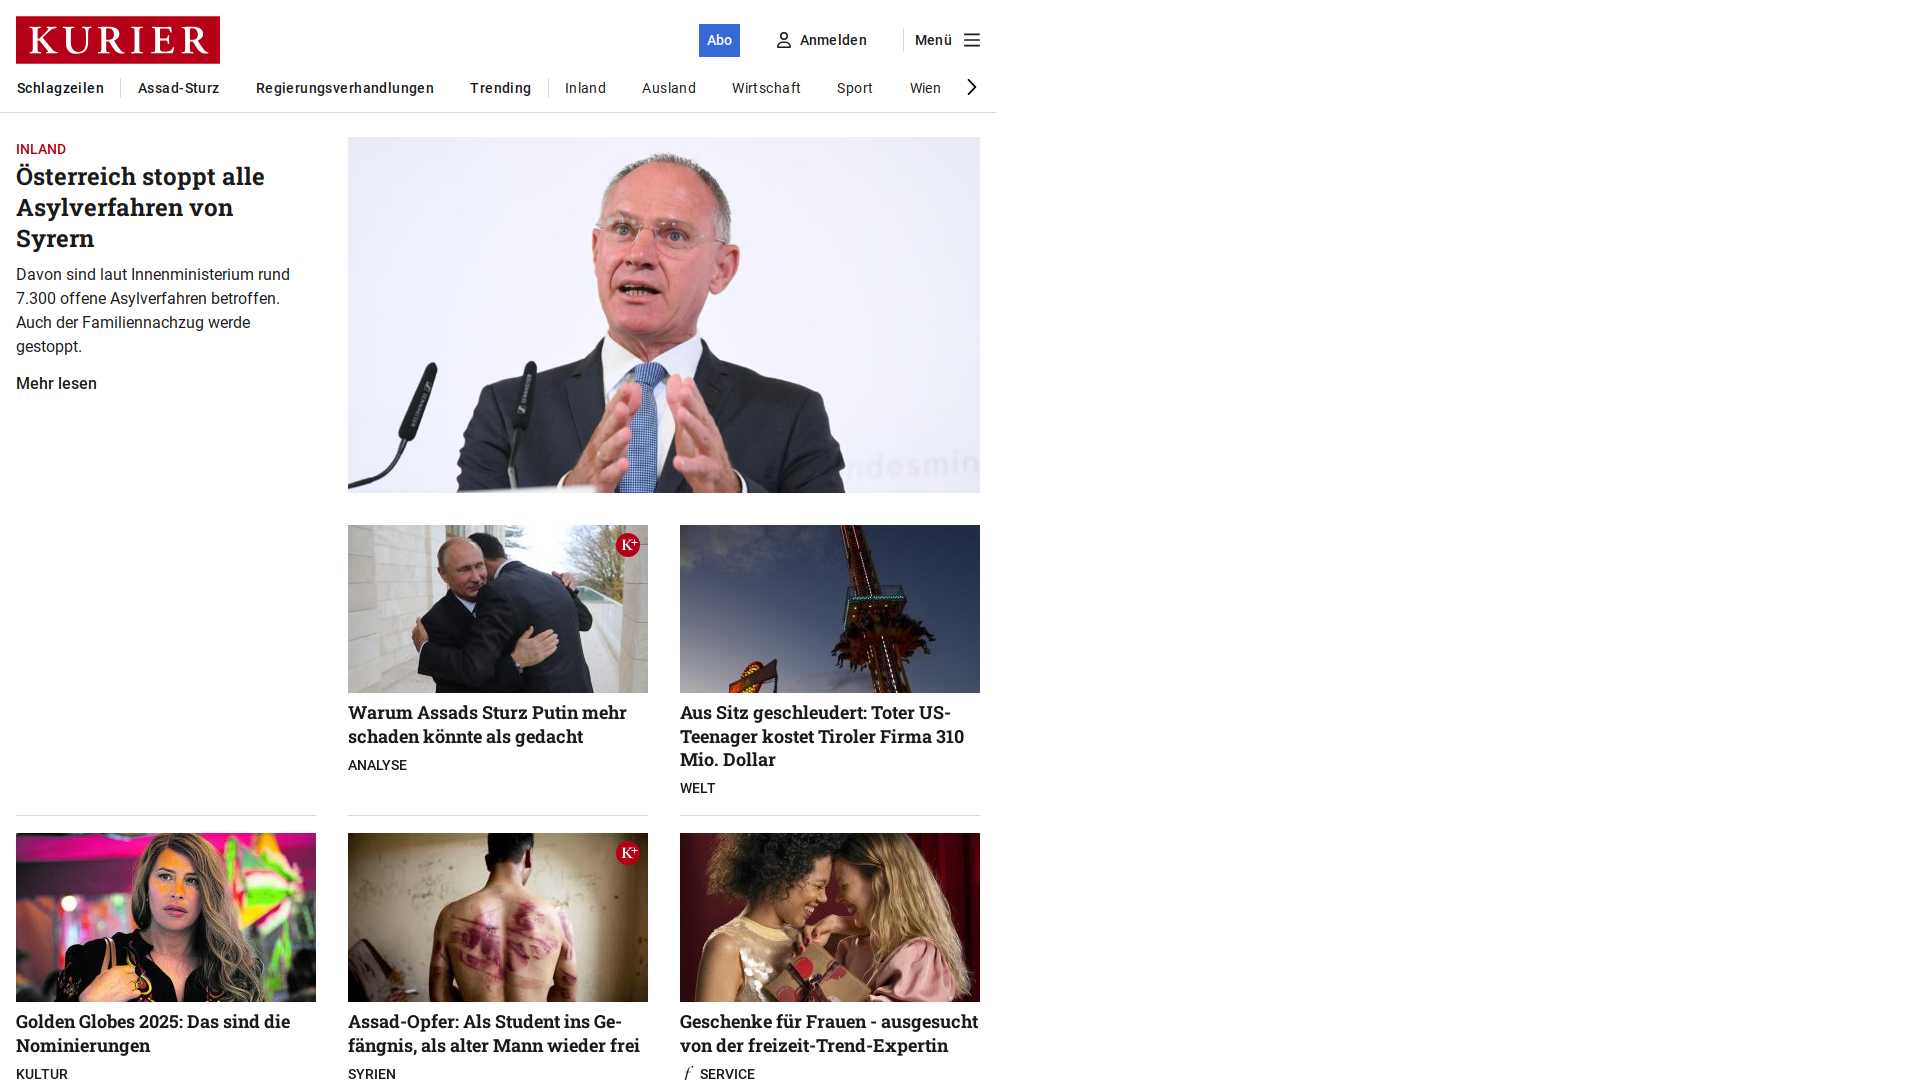 KURIER
Abo
Anmelden
Menü
Schlagzeilen
Assad-Sturz
Regierungsverhandlungen
Trending
Inland
Ausland
Wirtschaft
Sport
Wien
INLAND
Österreich stoppt alle
Asylverfahren von
Syrern
Davon sind laut Innenministerium rund
7.300 offene Asylverfahren betroffen.
Auch der Familiennachzug werde
gestoppt.
Mehr lesen
ndesmin
K+
Warum Assads Sturz Putin mehr
schaden könnte als gedacht
ANALYSE
Aus Sitz geschleudert: Toter US-
Teenager kostet Tiroler Firma 310
Mio. Dollar
WELT
Golden Globes 2025: Das sind die
Nominierungen
KULTUR
K+
Assad-Opfer: Als Student ins Ge-
fängnis, als alter Mann wieder frei
SYRIEN
Geschenke für Frauen - ausgesucht
von der freizeit-Trend-Expertin
f SERVICE